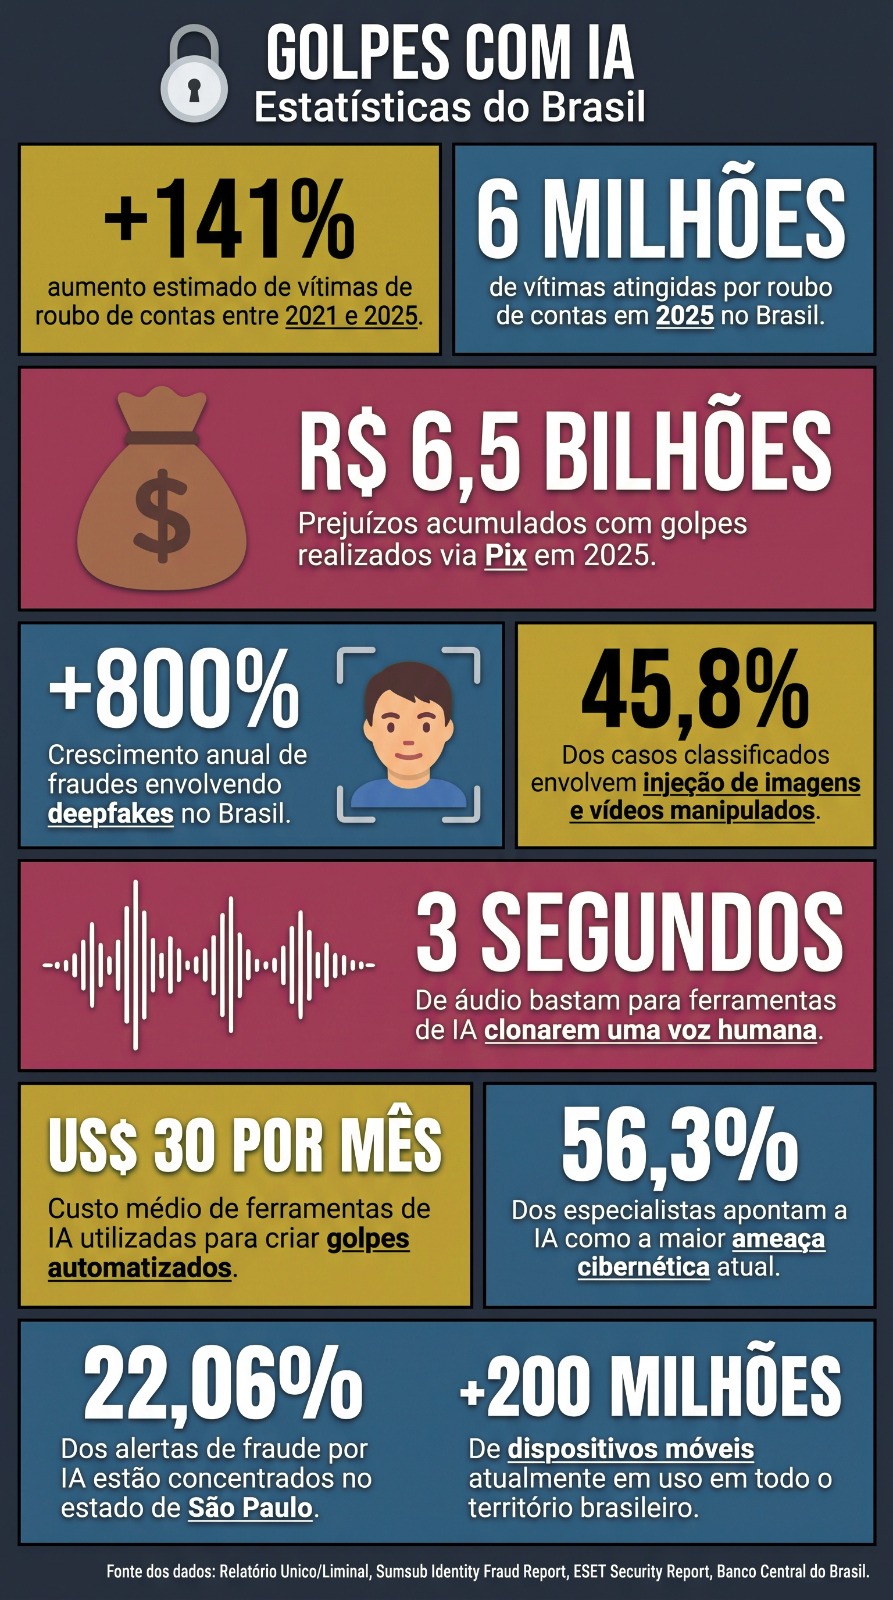 GOLPES COM IA
Estatísticas do Brasil
+141%
aumento estimado de vítimas de
roubo de contas entre 2021 e 2025.
6 MILHÕES
de vítimas atingidas por roubo
de contas em 2025 no Brasil.
$
R$ 6,5 BILHÕES
Prejuízos acumulados com golpes
realizados via Pix em 2025.
+800%
Crescimento anual de
fraudes envolvendo
deepfakes no Brasil.
45,8%
Dos casos classificados
envolvem injeção de imagens
e vídeos manipulados.
3 SEGUNDOS
De áudio bastam para ferramentas
de IA clonarem uma voz humana.
US$ 30 POR MÊS
Custo médio de ferramentas de
IA utilizadas para criar golpes
automatizados.
56,3%
Dos especialistas apontam a
IA como a maior ameaça
cibernética atual.
22,06%
Dos alertas de fraude por
IA estão concentrados no
estado de São Paulo.
+200 MILHÕES
De dispositivos móveis
atualmente em uso em todo o
território brasileiro.
Fonte dos dados: Relatório Unico/Liminal, Sumsub Identity Fraud Report, ESET Security Report, Banco Central do Brasil.